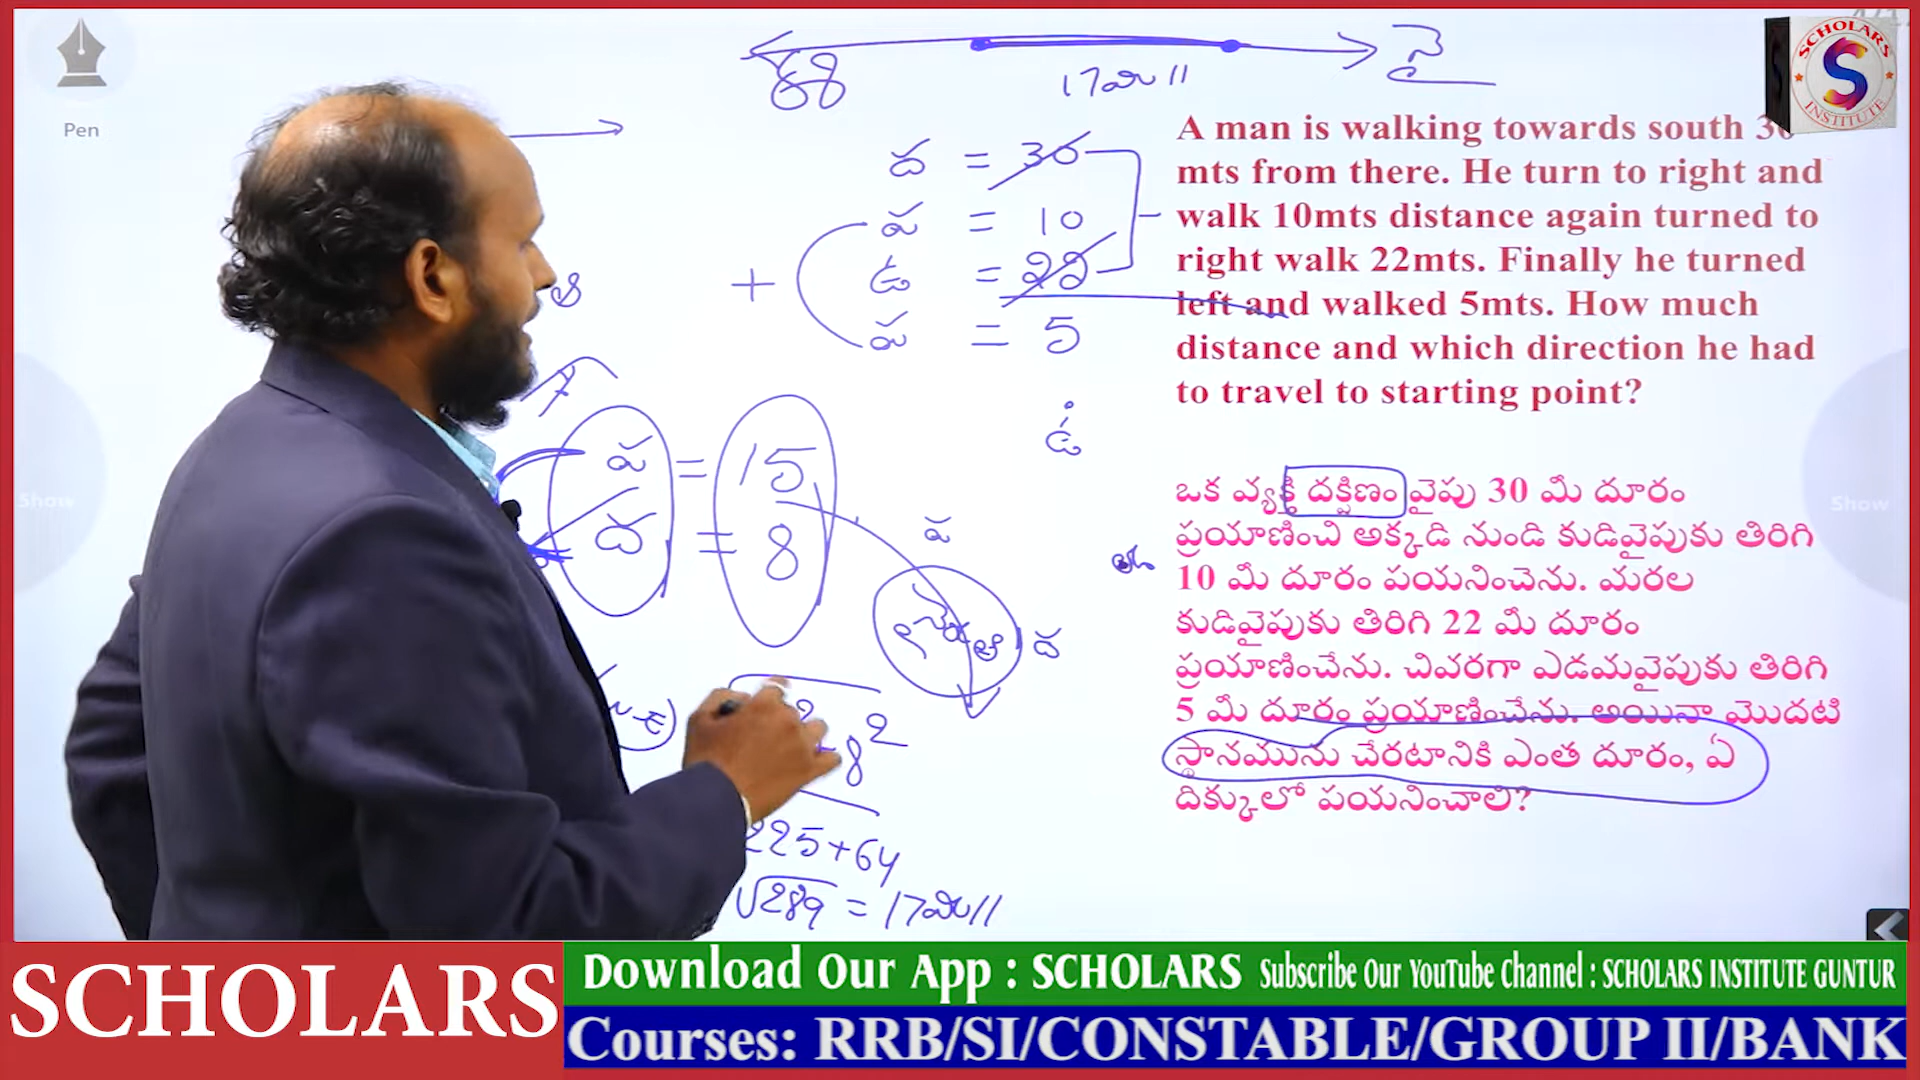 Pen
SCHOLARS
S
INSTITUTE
17మీ||
ద = 30
ప = 10
+ ఉ = 22
ప = 5
A man is walking towards south 30
mts from there. He turn to right and
walk 10mts distance again turned to
right walk 22mts. Finally he turned
left and walked 5mts. How much
distance and which direction he had
to travel to starting point?
ఉ
ప = 15
ద = 8
ప
ద
Show
Show
ఒక వ్యక్తి దక్షిణం వైపు 30 మీ దూరం
ప్రయాణించి అక్కడి నుండి కుడివైపుకు తిరిగి
10 మీ దూరం పయనించెను. మరల
కుడివైపుకు తిరిగి 22 మీ దూరం
ప్రయాణించేను. చివరగా ఎడమవైపుకు తిరిగి
5 మీ దూరం ప్రయాణించేను. అయినా మొదటి
స్థానమును చేరటానికి ఎంత దూరం, ఏ
దిక్కులో పయనించాలి?
N-E
8²
225+64
√289 = 17మీ||
SCHOLARS
Download Our App : SCHOLARS Subscribe Our YouTube Channel : SCHOLARS INSTITUTE GUNTUR
Courses: RRB/SI/CONSTABLE/GROUP II/BANK